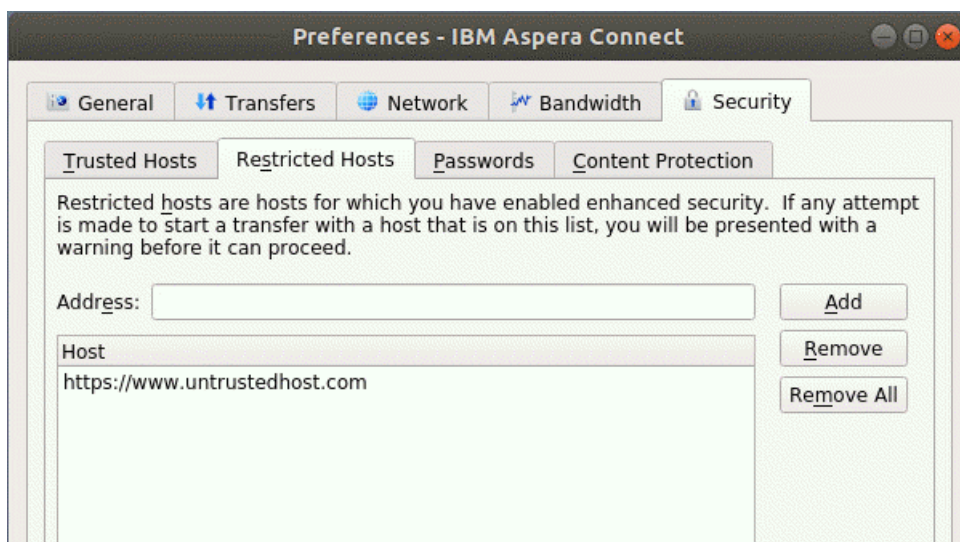 Preferences - IBM Aspera Connect
General Transfers Network Bandwidth Security
Trusted Hosts Restricted Hosts Passwords Content Protection
Restricted hosts are hosts for which you have enabled enhanced security. If any attempt
is made to start a transfer with a host that is on this list, you will be presented with a
warning before it can proceed.
Address: Add
Host Remove
https://www.untrustedhost.com
Remove All